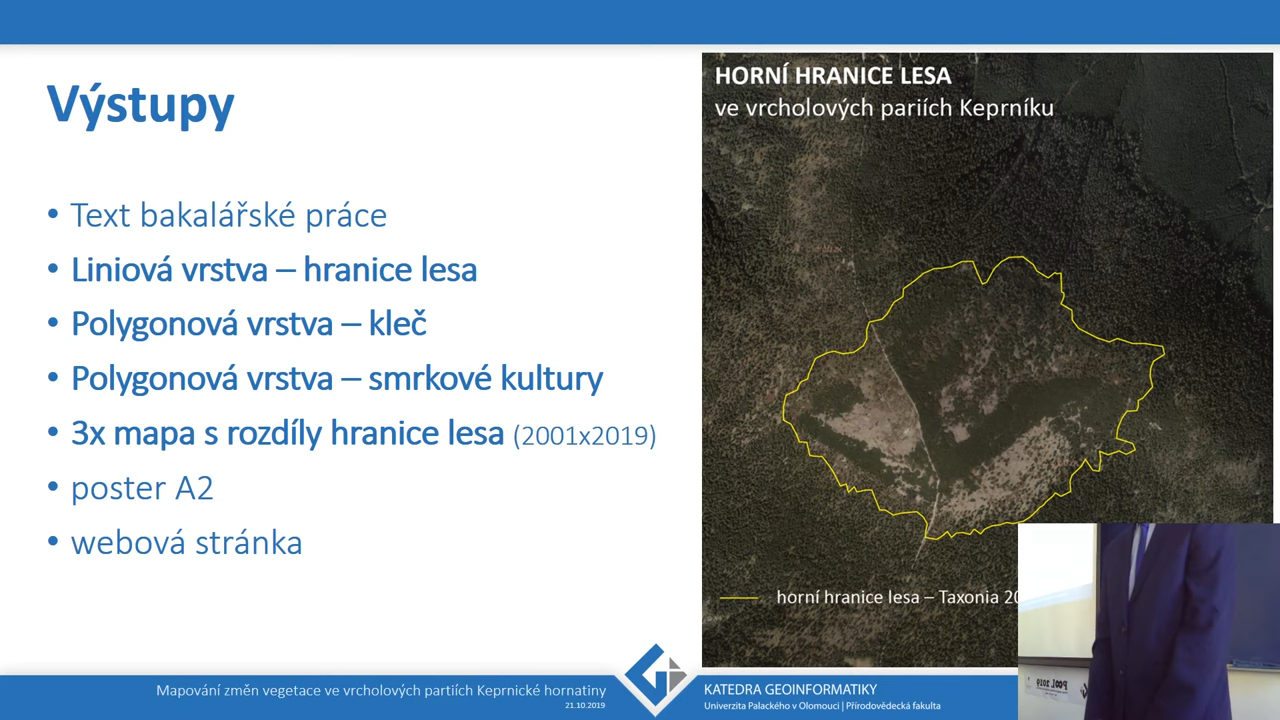 Výstupy
• Text bakalářské práce
• Liniová vrstva – hranice lesa
• Polygonová vrstva – kleč
• Polygonová vrstva – smrkové kultury
• 3x mapa s rozdíly hranice lesa (2001x2019)
• poster A2
• webová stránka
HORNÍ HRANICE LESA
ve vrcholových pariích Keprníku
horní hranice lesa – Taxonia 20
Mapování změn vegetace ve vrcholových partiích Keprnické hornatiny
21.10.2019
KATEDRA GEOINFORMATIKY
Univerzita Palackého v Olomouci | Přírodovědecká fakulta